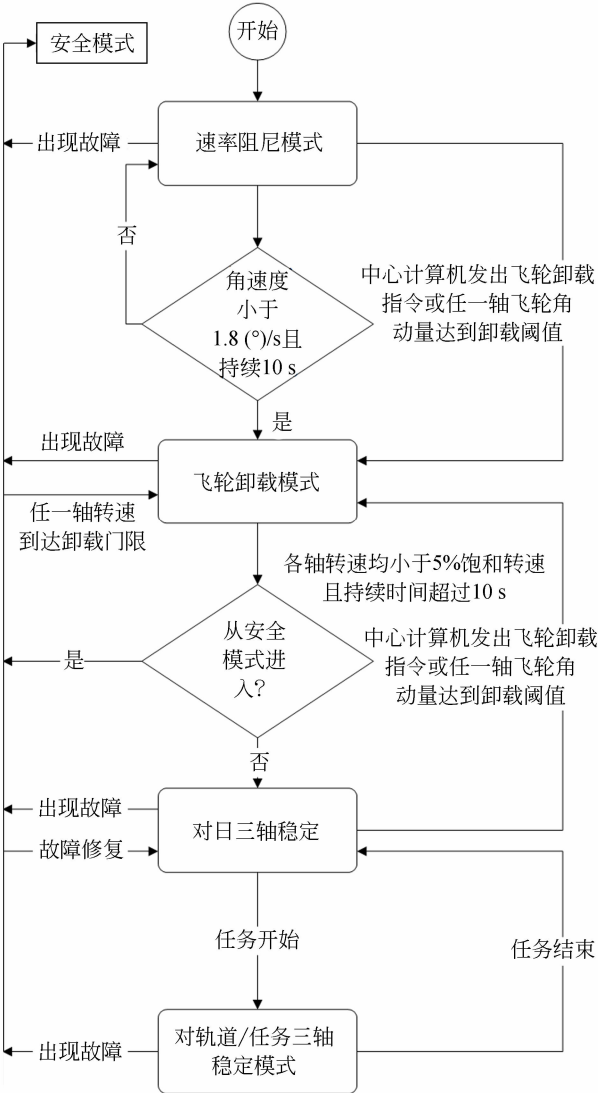 开始
安全模式
出现故障
速率阻尼模式
否
角速度
小于
1.8 (°)/s且
持续10 s
中心计算机发出飞轮卸载
指令或任一轴飞轮角
动量达到卸载阈值
是
出现故障
飞轮卸载模式
任一轴转速
到达卸载门限
各轴转速均小于5%饱和转速
且持续时间超过10 s
从安全
模式进
入?
是
中心计算机发出飞轮卸载
指令或任一轴飞轮角
动量达到卸载阈值
否
出现故障
对日三轴稳定
故障修复
任务开始
任务结束
对轨道/任务三轴
稳定模式
出现故障